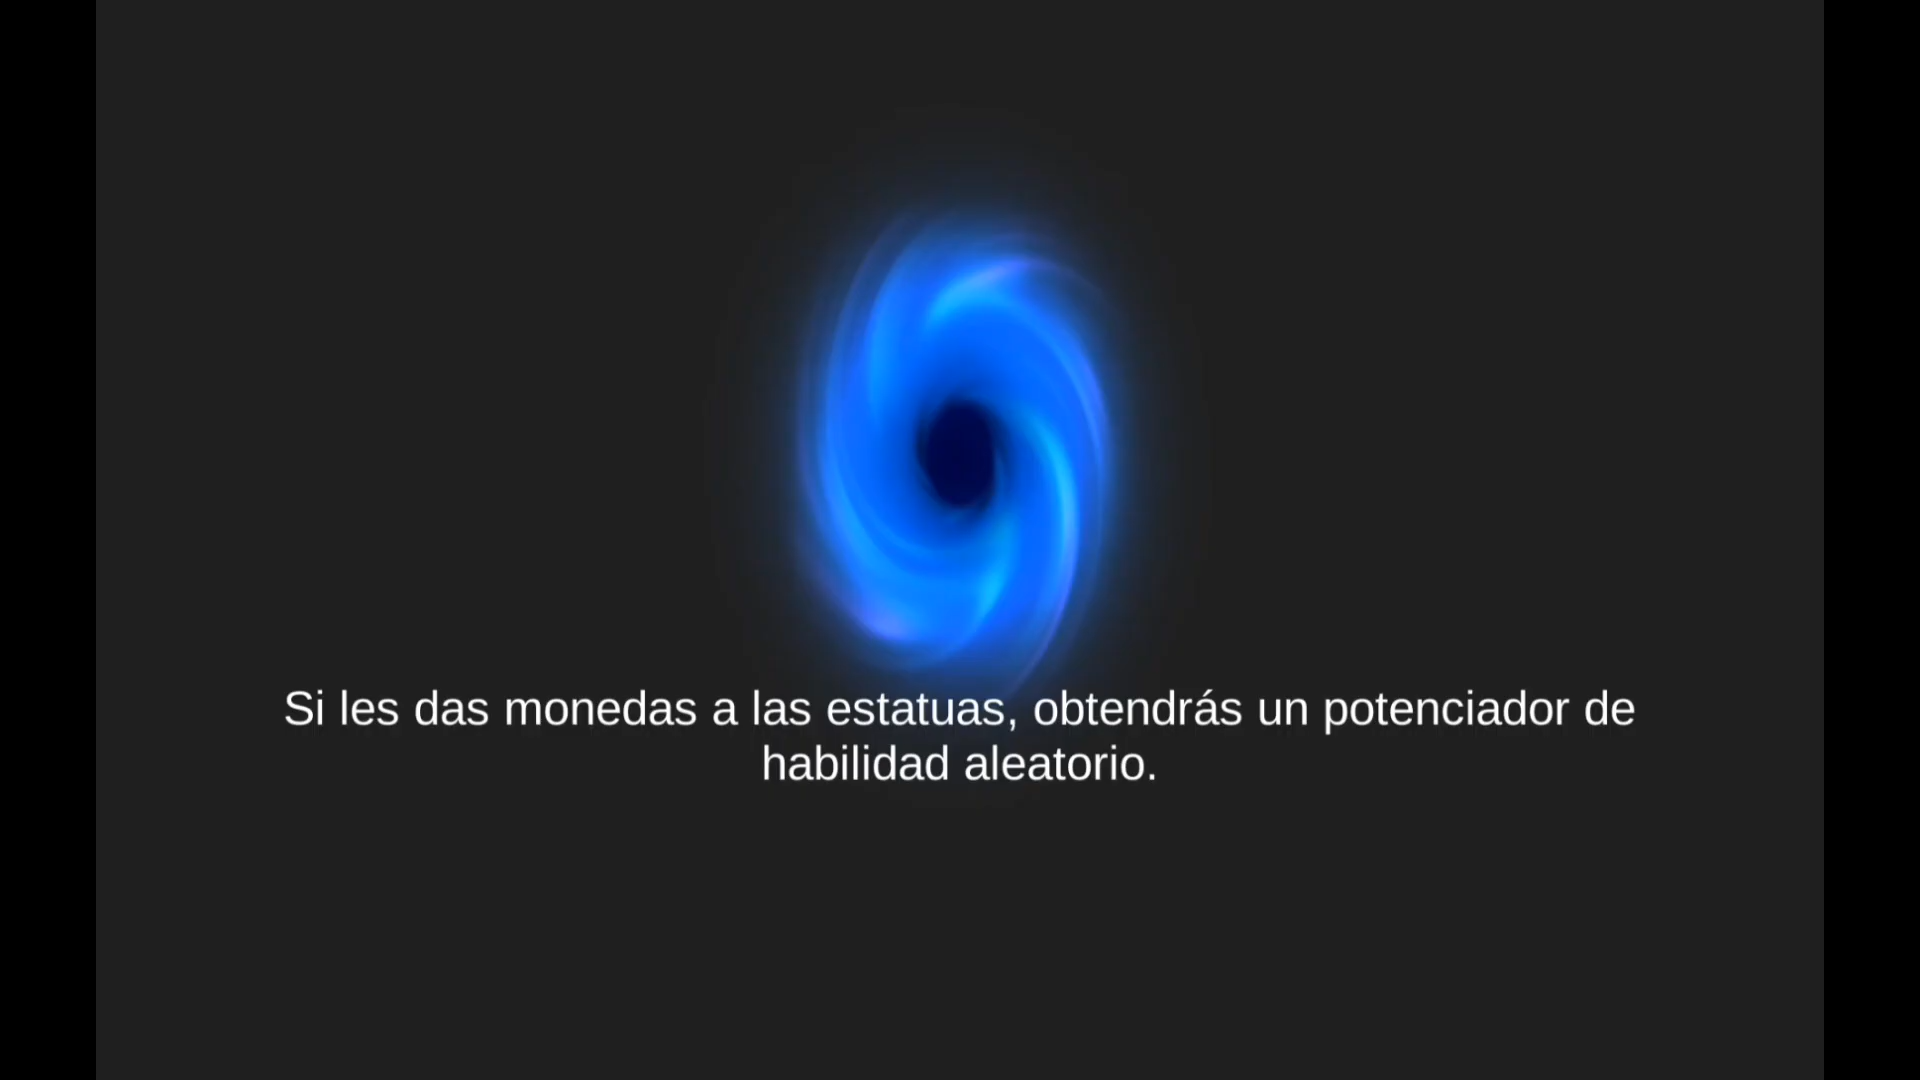 Si les das monedas a las estatuas, obtendrás un potenciador de
habilidad aleatorio.